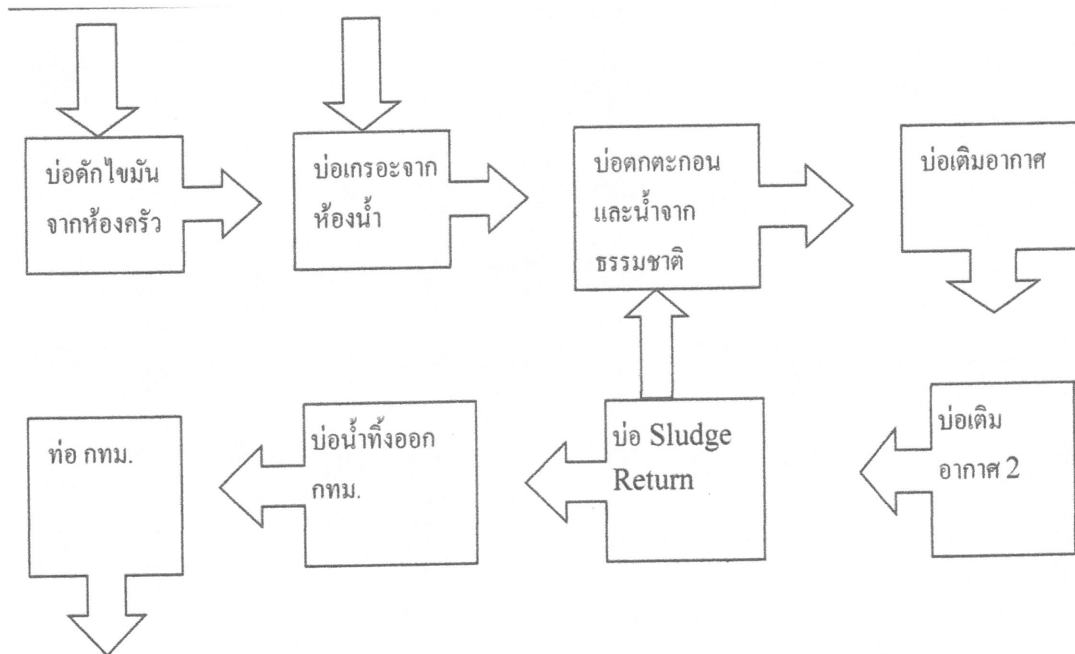 บ่อดักไขมัน
จากห้องครัว
บ่อเกรอะจาก
ห้องน้ำ
บ่อตกตะกอน
และน้ำจาก
ธรรมชาติ
บ่อเติมอากาศ
ท่อ กทม.
บ่อน้ำทิ้งออก
กทม.
บ่อ Sludge
Return
บ่อเติม
อากาศ 2